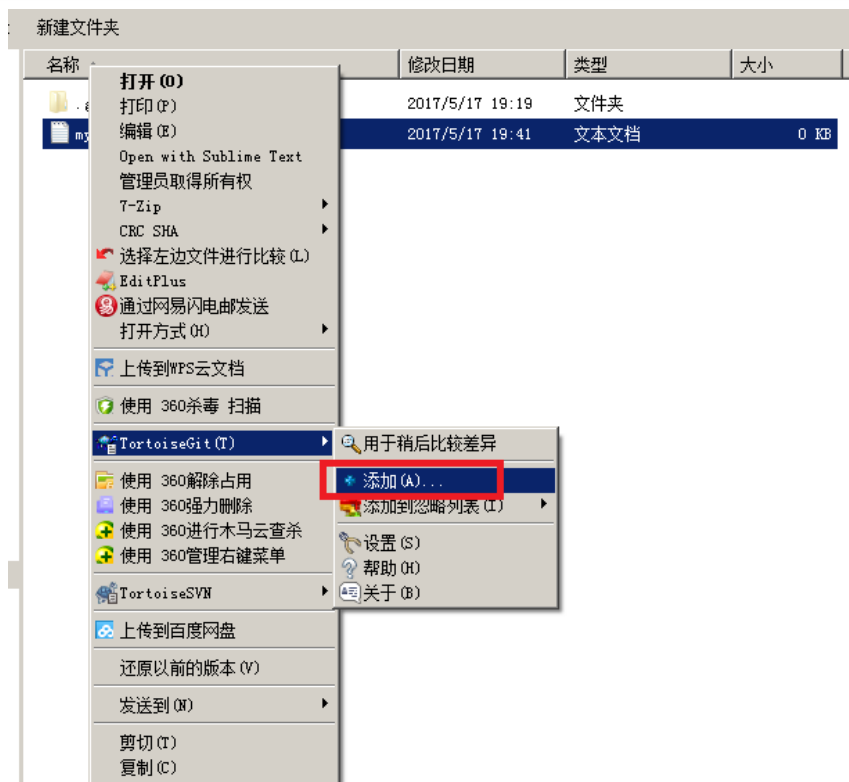 新建文件夹
名称 修改日期 类型 大小
2017/5/17 19:19 文件夹
my 2017/5/17 19:41 文本文档 0 KB
打开(O)
打印(P)
编辑(E)
Open with Sublime Text
管理员取得所有权
7-Zip
CRC SHA
选择左边文件进行比较(L)
EditPlus
通过网易闪电邮发送
打开方式(H)
上传到WPS云文档
使用 360杀毒 扫描
TortoiseGit(T)
用于稍后比较差异
添加(A)...
添加到忽略列表(I)
设置(S)
帮助(H)
关于(B)
使用 360解除占用
使用 360强力删除
使用 360进行木马云查杀
使用 360管理右键菜单
TortoiseSVN
上传到百度网盘
还原以前的版本(V)
发送到(N)
剪切(T)
复制(C)